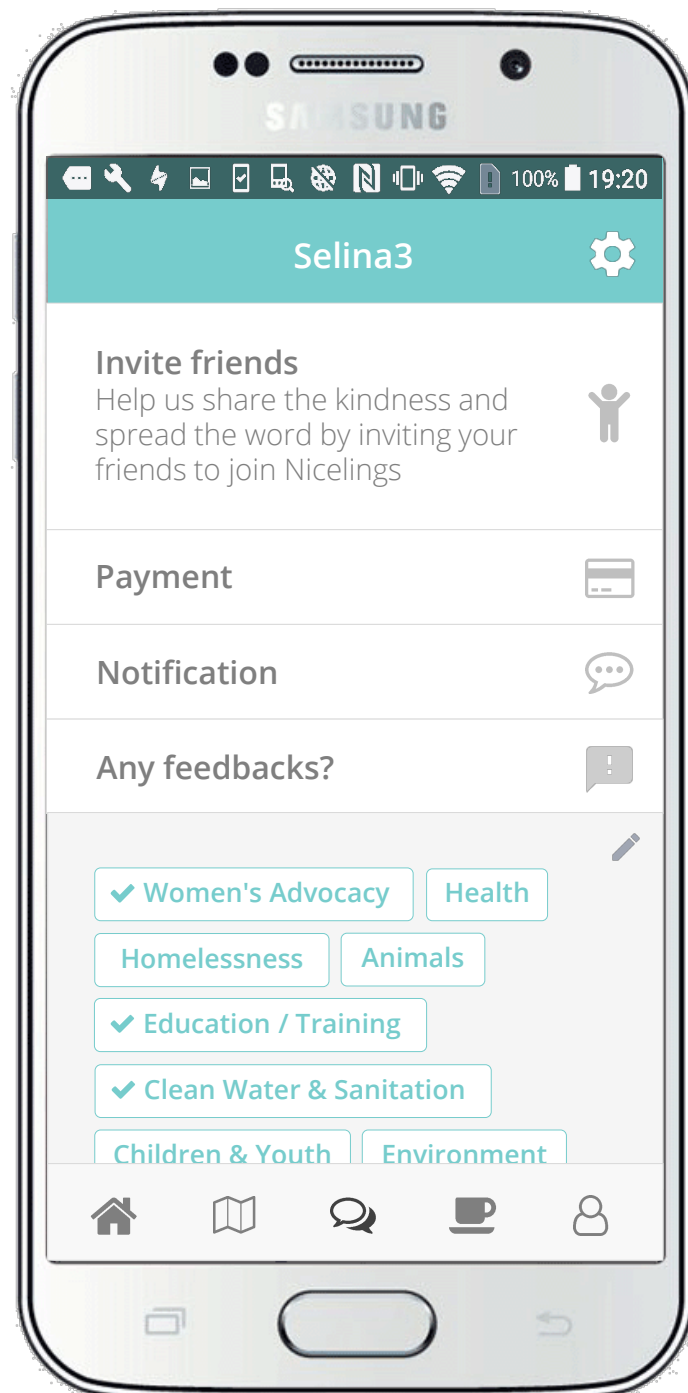 SAMSUNG
100% 19:20
Selina3
Invite friends
Help us share the kindness and
spread the word by inviting your
friends to join Nicelings
Payment
Notification
Any feedbacks?
Women's Advocacy Health
Homelessness Animals
Education / Training
Clean Water & Sanitation
Children & Youth Environment